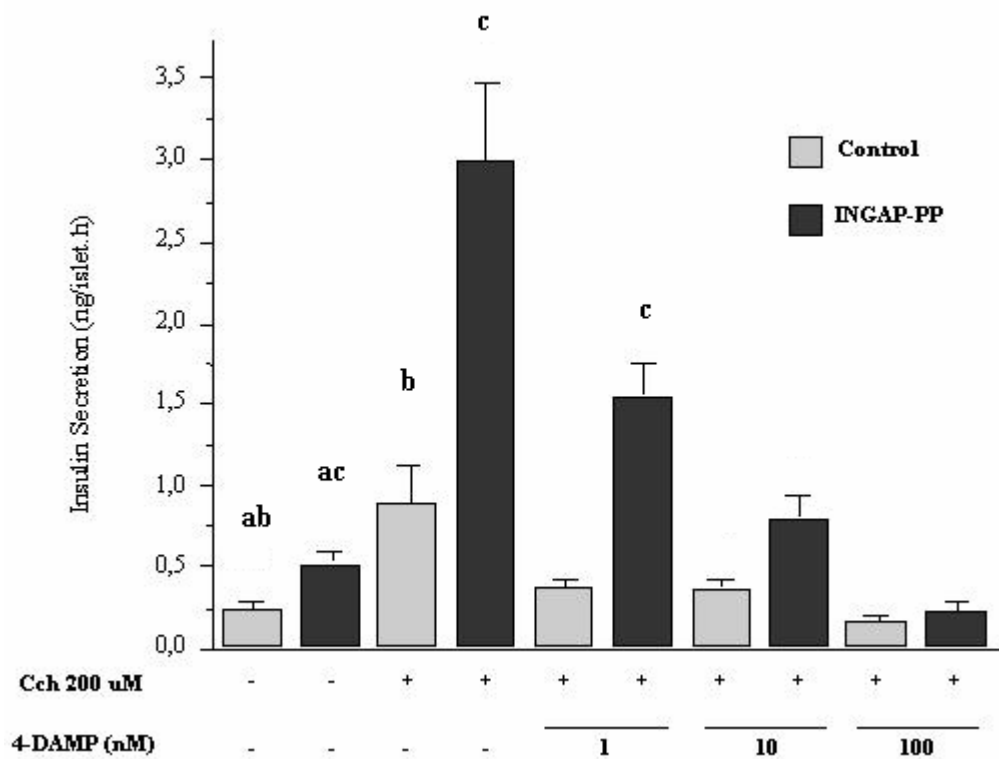 c
3,5
3,0
2,5
2,0
1,5
1,0
0,5
0,0
Insulin Secretion (ng/islet.h)
Control
INGAP-PP
c
b
ac
ab
Cch 200 uM - - + + + + + + + +
4-DAMP (nM) - - - - 1 10 100